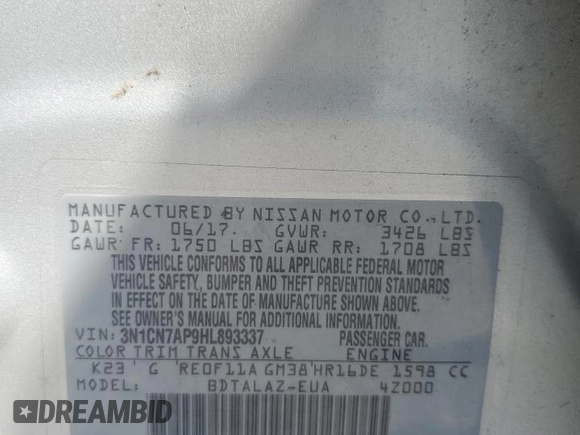 MANUFACTURED BY NISSAN MOTOR CO.,LTD.
DATE: 06/17. GVWR: 3426 LBS
GAWR FR: 1750 LBS GAWR RR: 1708 LBS
THIS VEHICLE CONFORMS TO ALL APPLICABLE FEDERAL MOTOR
VEHICLE SAFETY, BUMPER AND THEFT PREVENTION STANDARDS
IN EFFECT ON THE DATE OF MANUFACTURE SHOWN ABOVE.
SEE OWNER'S MANUAL FOR ADDITIONAL INFORMATION
VIN: 3N1CN7AP9HL893337 PASSENGER CAR.
COLOR TRIM TRANS AXLE ENGINE
K23 G RE0F11A GM38 HR16DE 1598 CC
MODEL: BDTALAZ-EUA 4Z000
© DREAMBID
DREAMBID.COM